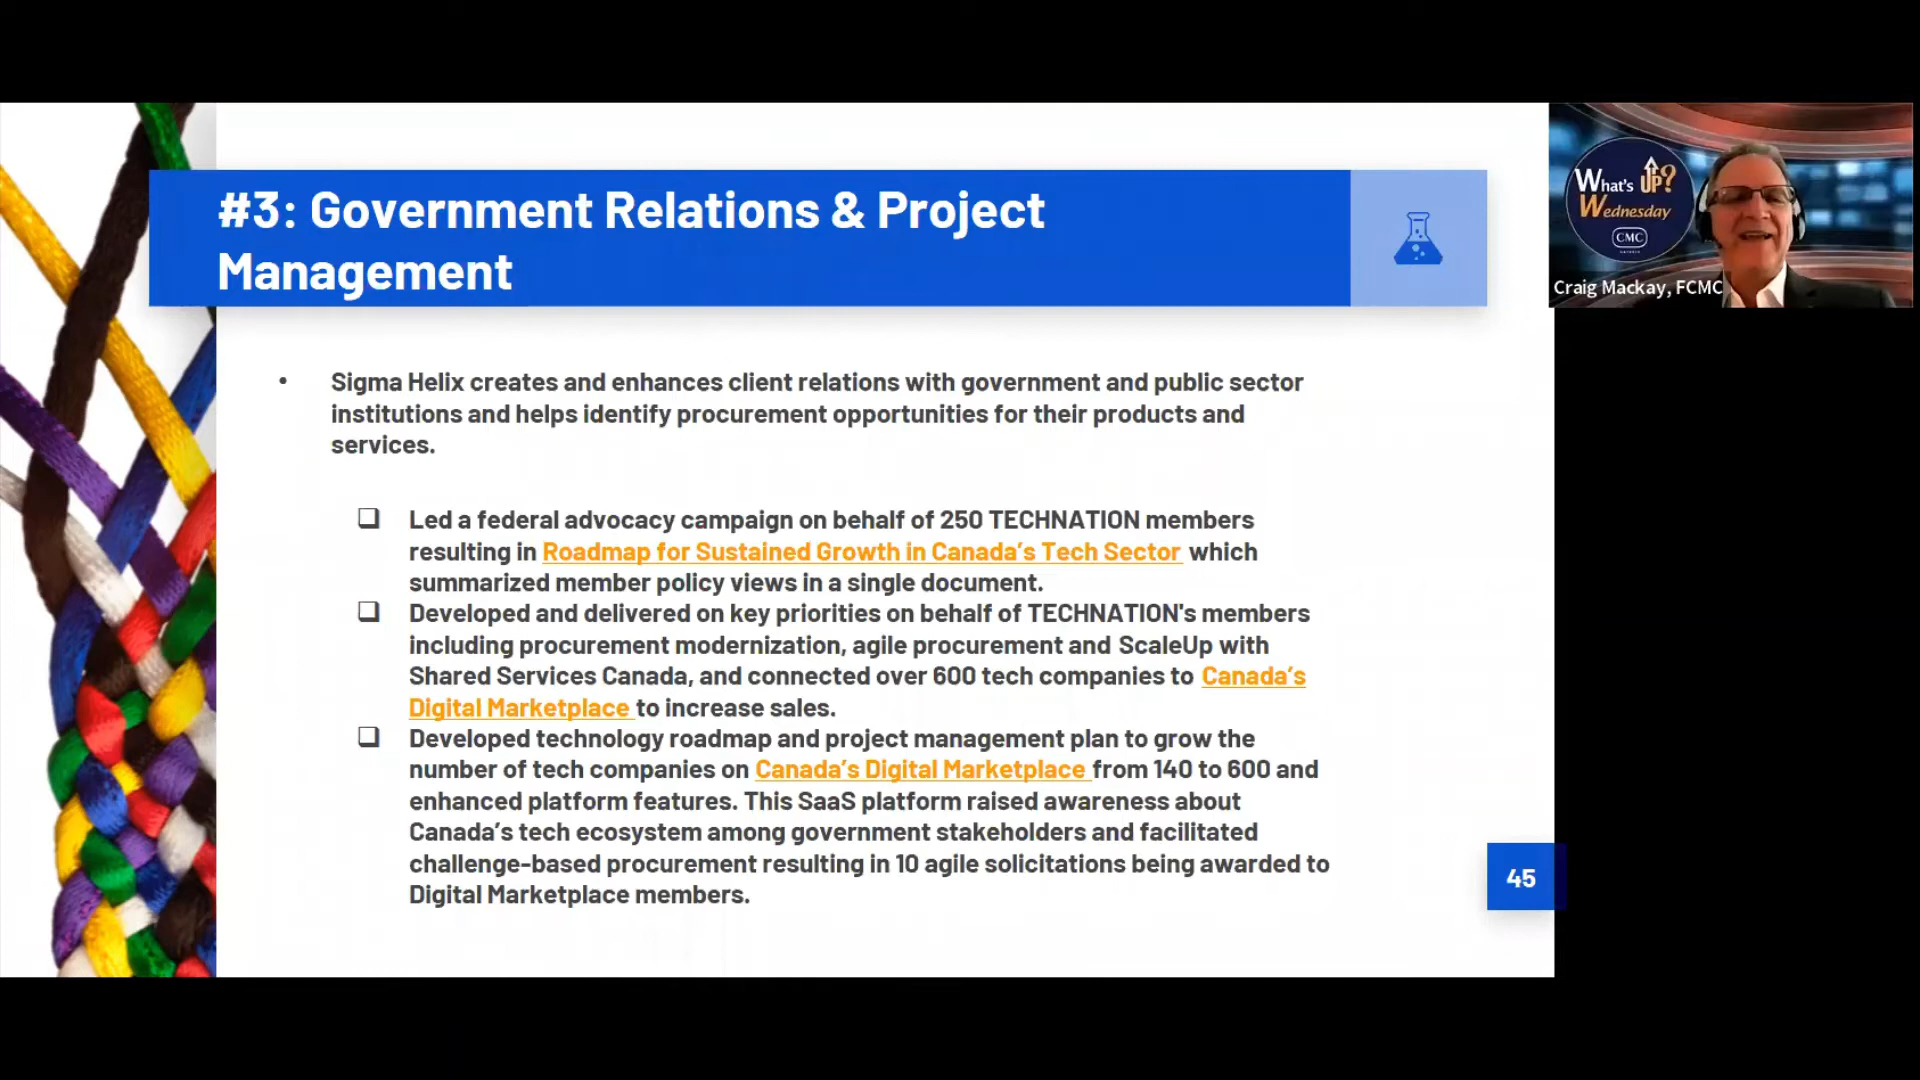 #3: Government Relations & Project
Management
• Sigma Helix creates and enhances client relations with government and public sector
institutions and helps identify procurement opportunities for their products and
services.
❑ Led a federal advocacy campaign on behalf of 250 TECHNATION members
resulting in Roadmap for Sustained Growth in Canada’s Tech Sector which
summarized member policy views in a single document.
❑ Developed and delivered on key priorities on behalf of TECHNATION's members
including procurement modernization, agile procurement and ScaleUp with
Shared Services Canada, and connected over 600 tech companies to Canada’s
Digital Marketplace to increase sales.
❑ Developed technology roadmap and project management plan to grow the
number of tech companies on Canada’s Digital Marketplace from 140 to 600 and
enhanced platform features. This SaaS platform raised awareness about
Canada’s tech ecosystem among government stakeholders and facilitated
challenge-based procurement resulting in 10 agile solicitations being awarded to
Digital Marketplace members.
45
What's UP?
Wednesday
CMC
Craig Mackay, FCMC